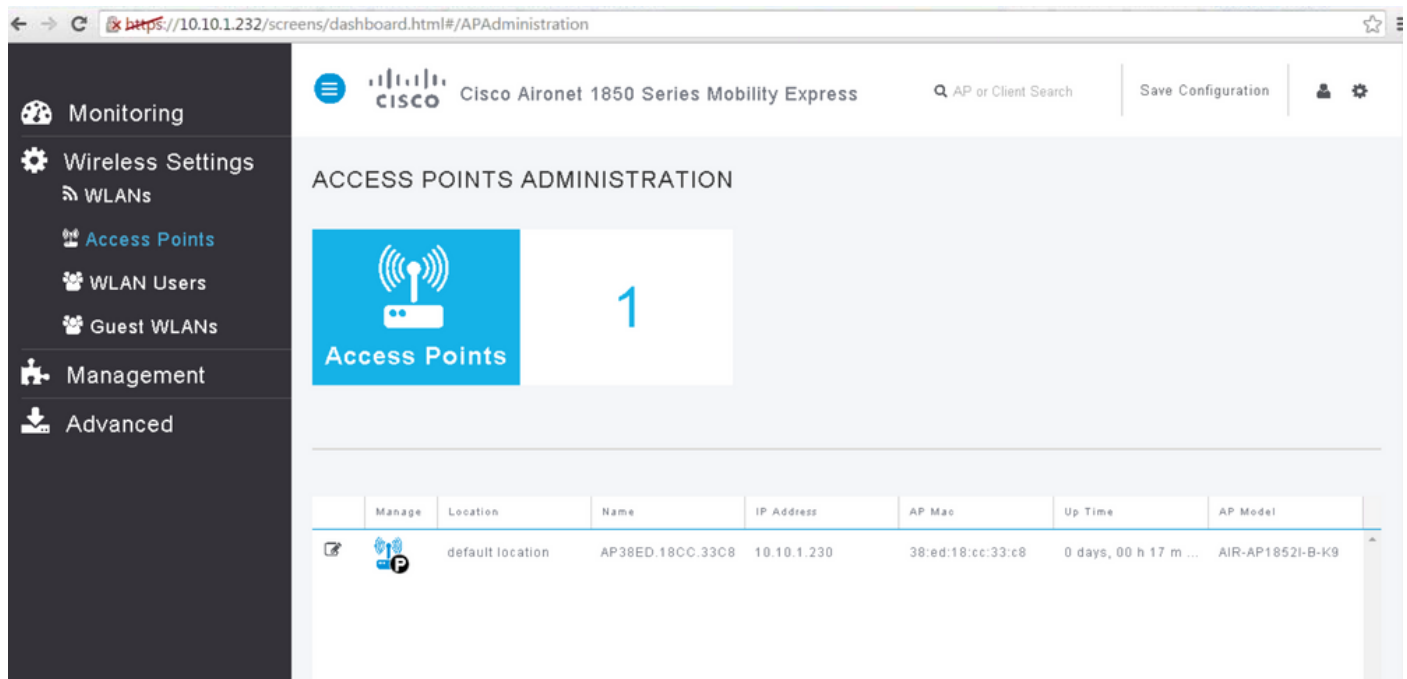 https://10.10.1.232/screens/dashboard.html#/APAdministration
Monitoring
Wireless Settings
WLANs
Access Points
WLAN Users
Guest WLANs
Management
Advanced
CISCO
Cisco Aironet 1850 Series Mobility Express
AP or Client Search
Save Configuration
ACCESS POINTS ADMINISTRATION
Access Points
1
Manage Location Name IP Address AP Mac Up Time AP Model
P default location AP38ED.18CC.33C8 10.10.1.230 38:ed:18:cc:33:c8 0 days, 00 h 17 m ... AIR-AP1852I-B-K9